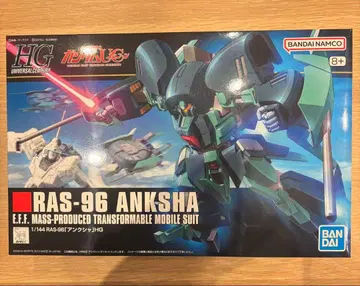 HG
UNIVERSAL CENTURY
ガンダムUC
BANDAI NAMCO
8+
RAS-96 ANKSHA
E.F.F. MASS-PRODUCED TRANSFORMABLE MOBILE SUIT
1/144 RAS-96「アンクシャ」HG
BANDAI